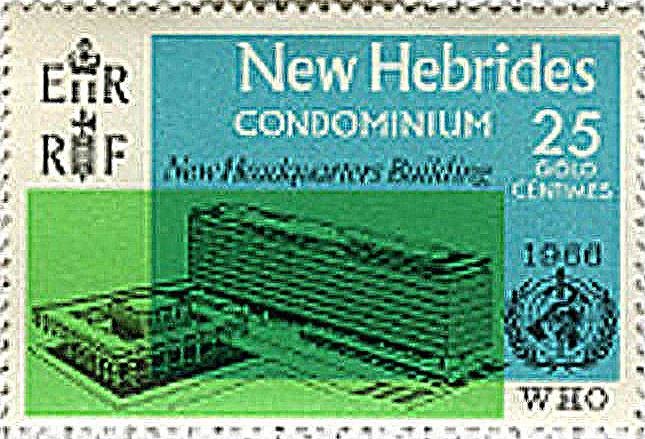 EIIR
RF
New Hebrides
CONDOMINIUM
25
GOLD
CENTIMES
New Headquarters Building
1966
WHO